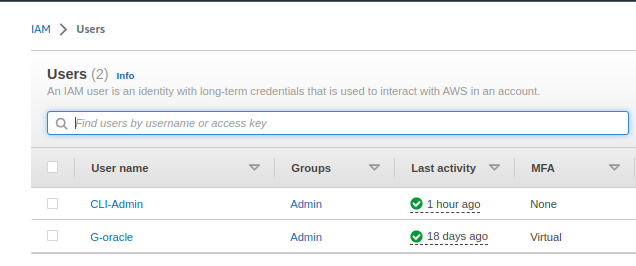 IAM > Users
Users (2) Info
An IAM user is an identity with long-term credentials that is used to interact with AWS in an account.
Find users by username or access key
User name Groups Last activity MFA
CLI-Admin Admin 1 hour ago None
G-oracle Admin 18 days ago Virtual